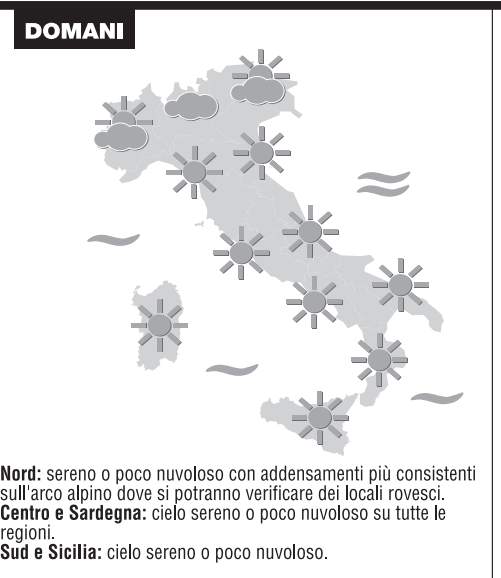 DOMANI
Nord: sereno o poco nuvoloso con addensamenti più consistenti
sull'arco alpino dove si potranno verificare dei locali rovesci.
Centro e Sardegna: cielo sereno o poco nuvoloso su tutte le
regioni.
Sud e Sicilia: cielo sereno o poco nuvoloso.